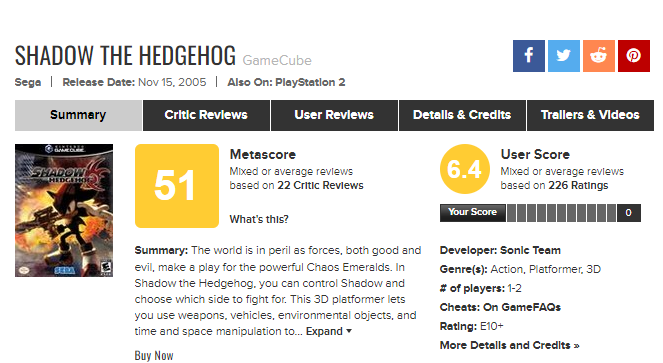 SHADOW THE HEDGEHOG GameCube
Sega | Release Date: Nov 15, 2005 | Also On: PlayStation 2
Summary
Critic Reviews
User Reviews
Details & Credits
Trailers & Videos
GAMECUBE
SHADOW
THE HEDGEHOG
SEGA
51
Metascore
Mixed or average reviews
based on 22 Critic Reviews
What's this?
6.4
User Score
Mixed or average reviews
based on 226 Ratings
Your Score 0
Summary: The world is in peril as forces, both good and
evil, make a play for the powerful Chaos Emeralds. In
Shadow the Hedgehog, you can control Shadow and
choose which side to fight for. This 3D platformer lets
you use weapons, vehicles, environmental objects, and
time and space manipulation to... Expand ▾
Buy Now
Developer: Sonic Team
Genre(s): Action, Platformer, 3D
# of players: 1-2
Cheats: On GameFAQs
Rating: E10+
More Details and Credits »